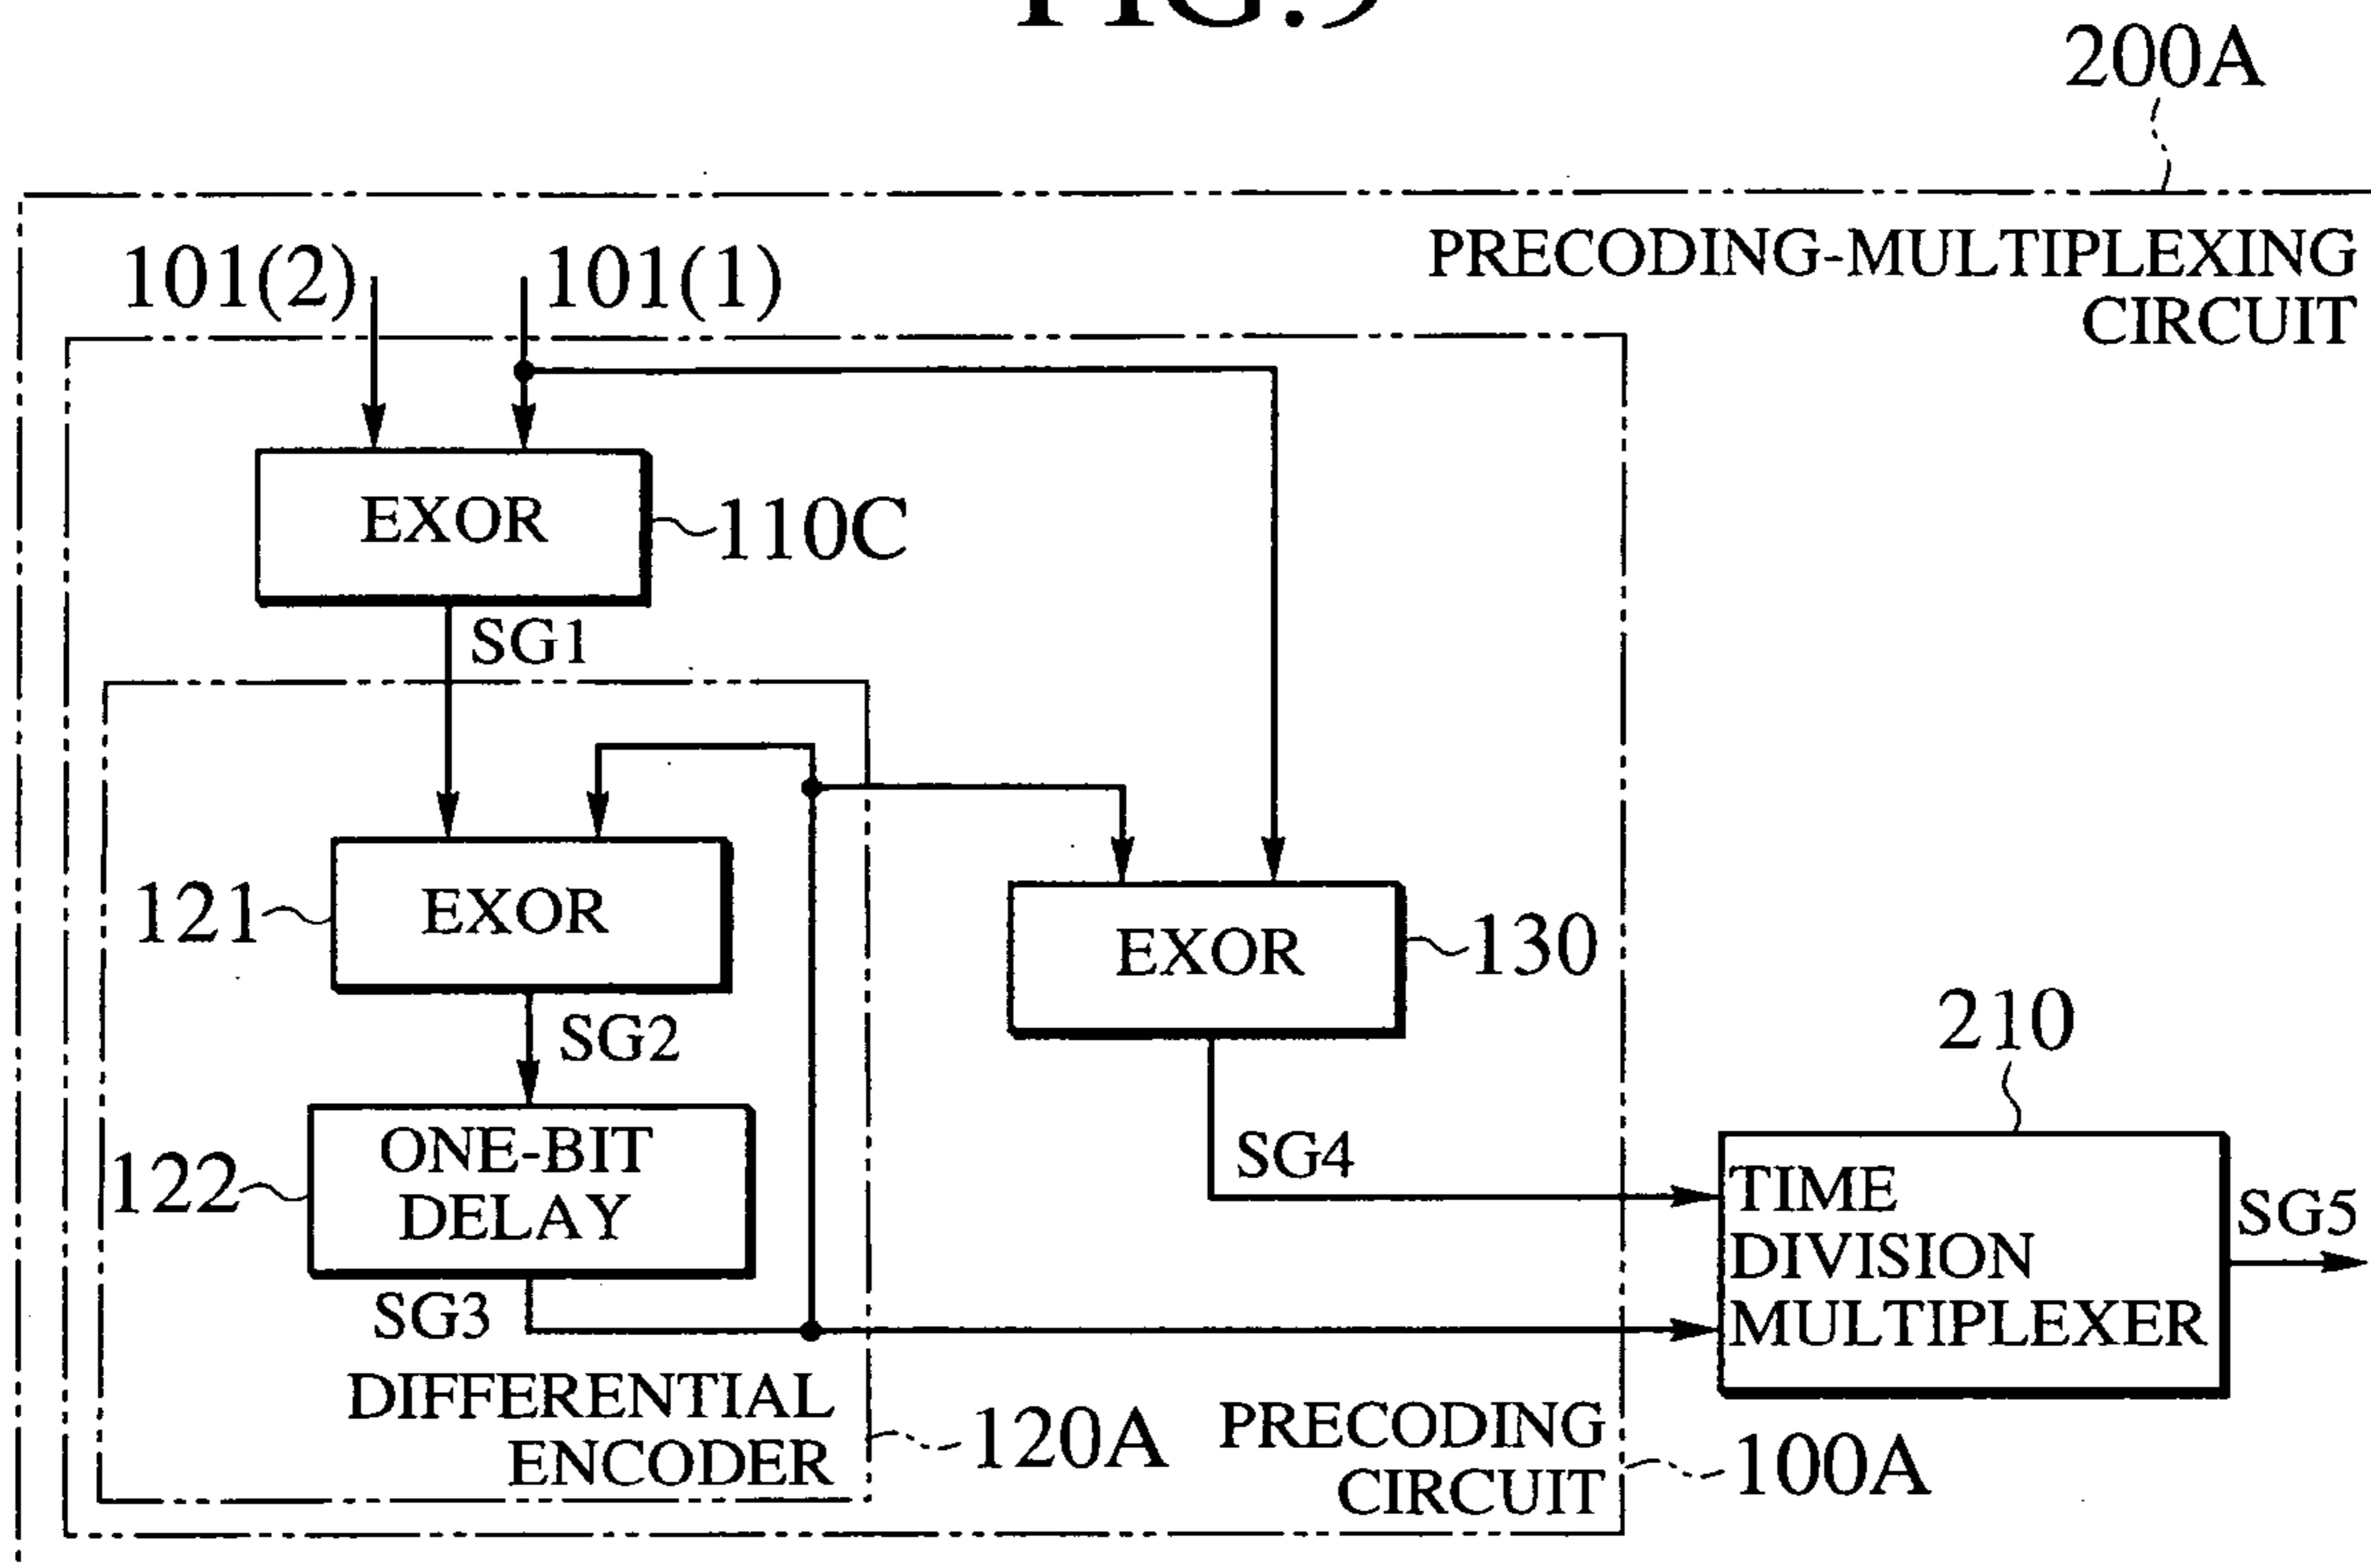 200A
PRECODING-MULTIPLEXING
CIRCUIT
101(2)
101(1)
EXOR
110C
SG1
121
EXOR
EXOR
130
SG2
210
122
ONE-BIT
DELAY
SG4
TIME
DIVISION
MULTIPLEXER
SG5
SG3
DIFFERENTIAL
ENCODER
120A
PRECODING
CIRCUIT
100A